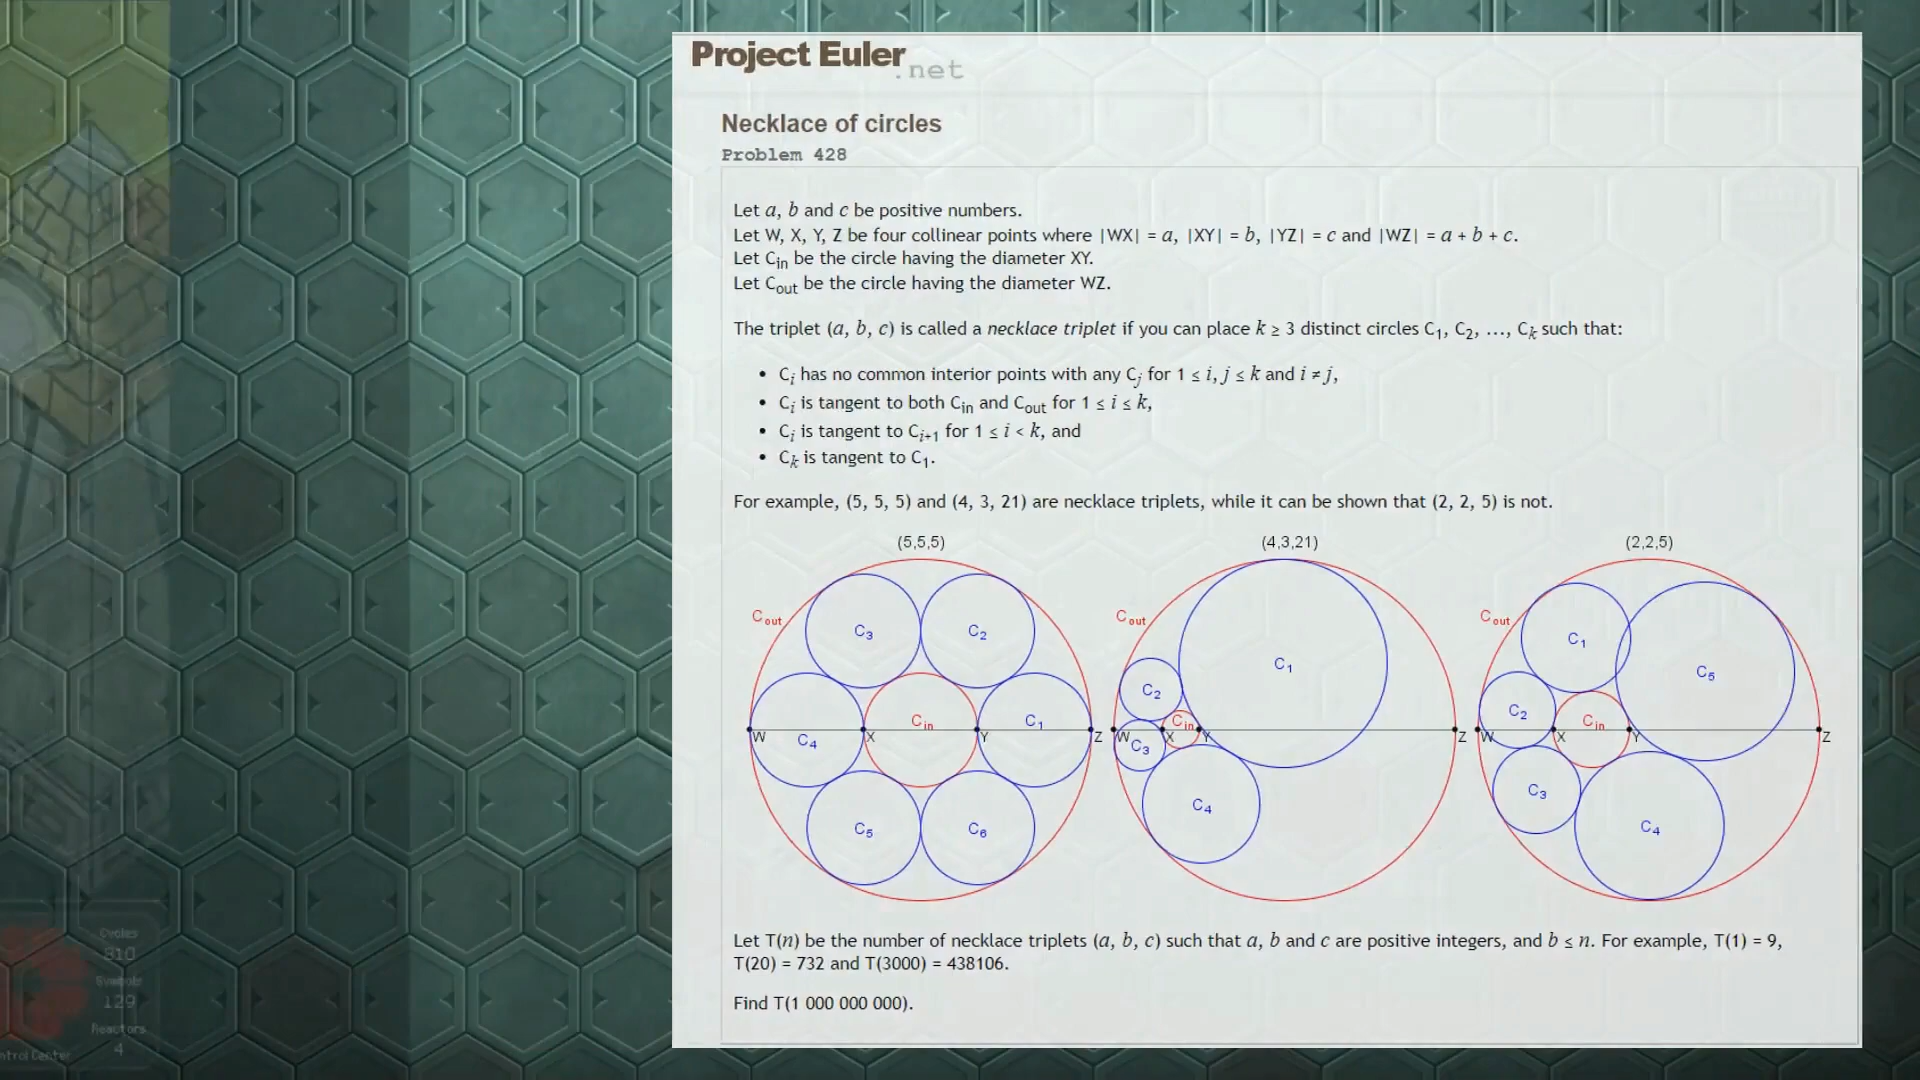 Project Euler
.net
Necklace of circles
Problem 428
Let a, b and c be positive numbers.
Let W, X, Y, Z be four collinear points where |WX| = a, |XY| = b, |YZ| = c and |WZ| = a + b + c.
Let Cin be the circle having the diameter XY.
Let Cout be the circle having the diameter WZ.
The triplet (a, b, c) is called a necklace triplet if you can place k ≥ 3 distinct circles C1, C2, ..., Ck such that:
• Ci has no common interior points with any Cj for 1 ≤ i, j ≤ k and i ≠ j,
• Ci is tangent to both Cin and Cout for 1 ≤ i ≤ k,
• Ci is tangent to Ci+1 for 1 ≤ i < k, and
• Ck is tangent to C1.
For example, (5, 5, 5) and (4, 3, 21) are necklace triplets, while it can be shown that (2, 2, 5) is not.
(5,5,5) (4,3,21) (2,2,5)
Cout C3 C2 Cin C1 C4 W X Y Z C5 C6
Cout C1 C2 Cin C3 W X Y Z C4
Cout C1 C5 C2 Cin W X Y Z C3 C4
Let T(n) be the number of necklace triplets (a, b, c) such that a, b and c are positive integers, and b ≤ n. For example, T(1) = 9,
T(20) = 732 and T(3000) = 438106.
Find T(1 000 000 000).
Cycles
810
Symbols
129
Reactors
4
ntrol Center